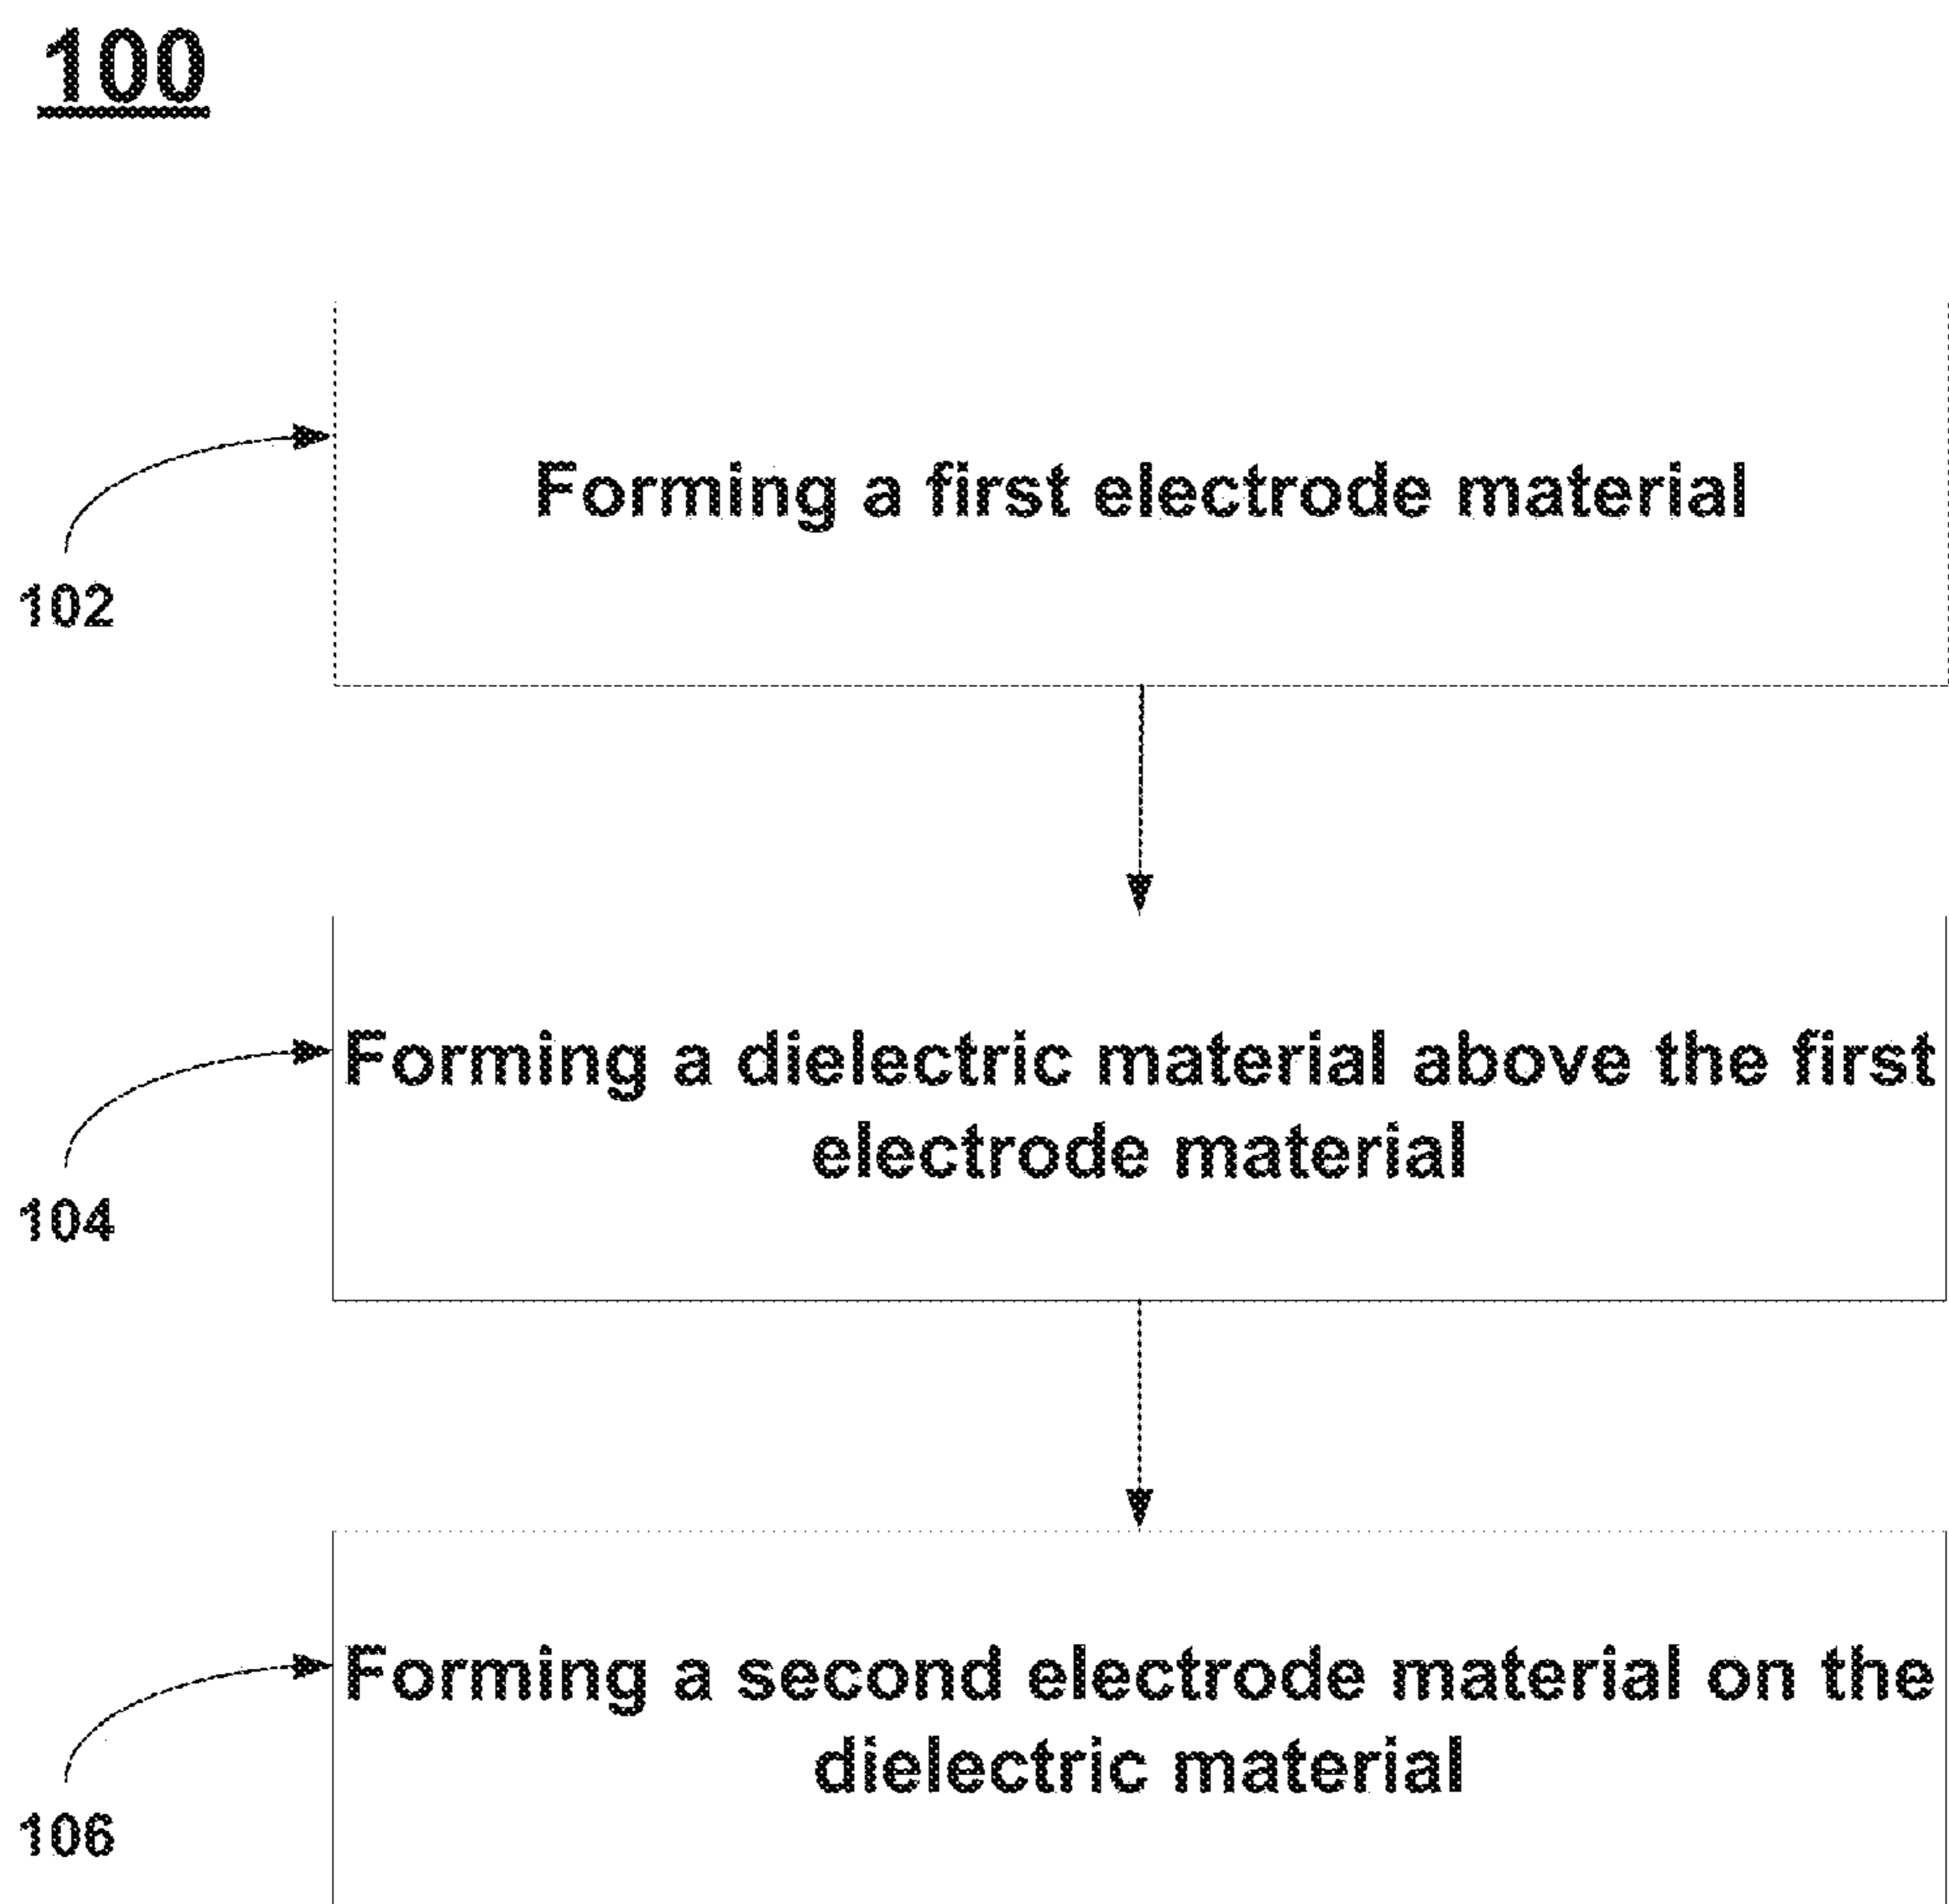 100
Forming a first electrode material
102
Forming a dielectric material above the first
electrode material
104
Forming a second electrode material on the
dielectric material
106